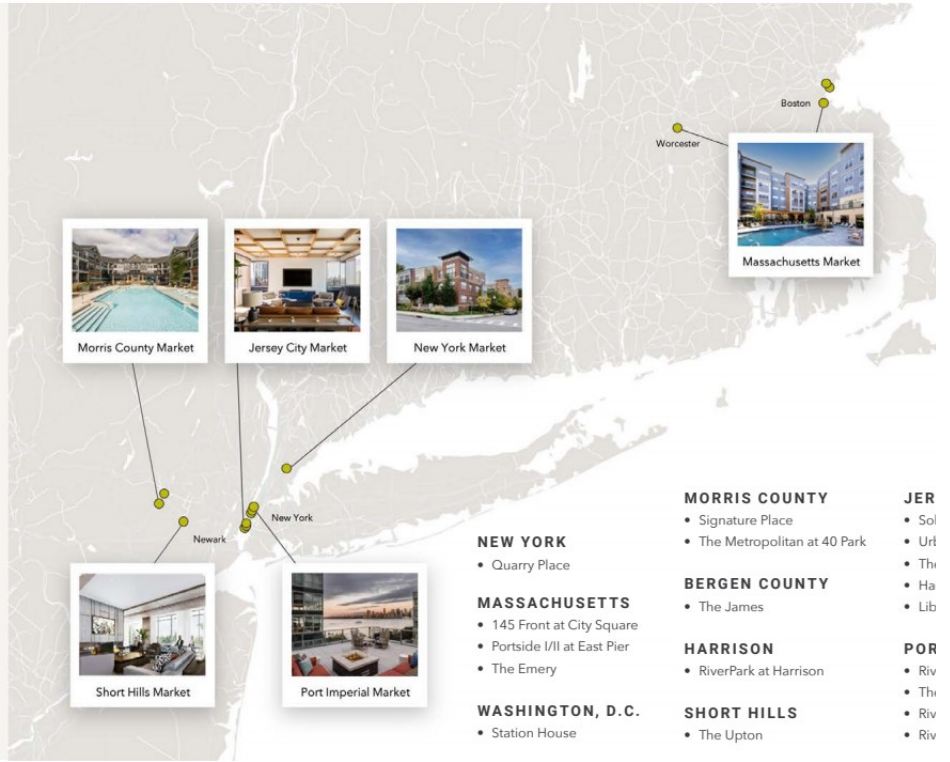 Boston
Worcester
Massachusetts Market
Morris County Market
Jersey City Market
New York Market
New York
Newark
Short Hills Market
Port Imperial Market
NEW YORK
• Quarry Place
MASSACHUSETTS
• 145 Front at City Square
• Portside I/II at East Pier
• The Emery
WASHINGTON, D.C.
• Station House
MORRIS COUNTY
• Signature Place
• The Metropolitan at 40 Park
BERGEN COUNTY
• The James
HARRISON
• RiverPark at Harrison
SHORT HILLS
• The Upton